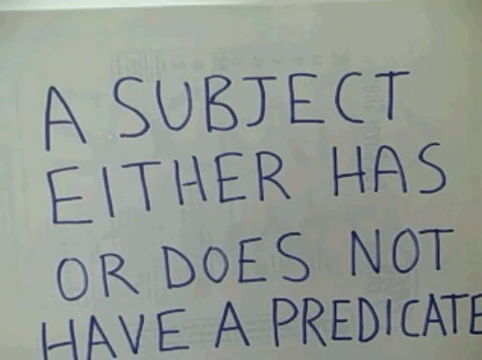 A SUBJECT
EITHER HAS
OR DOES NOT
HAVE A PREDICATE